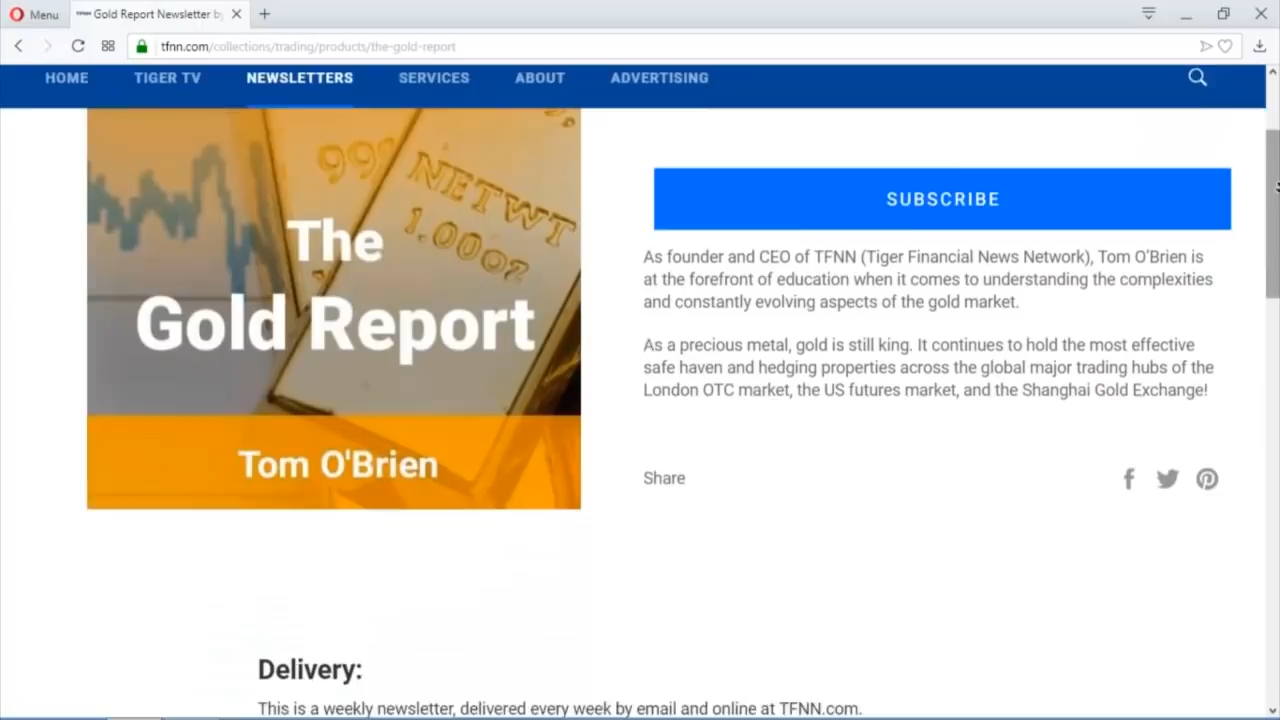 Menu
Gold Report Newsletter by
tfnn.com/collections/trading/products/the-gold-report
HOME TIGER TV NEWSLETTERS SERVICES ABOUT ADVERTISING
999
NETWT
1.00OZ
The
Gold Report
Tom O'Brien
SUBSCRIBE
As founder and CEO of TFNN (Tiger Financial News Network), Tom O'Brien is
at the forefront of education when it comes to understanding the complexities
and constantly evolving aspects of the gold market.
As a precious metal, gold is still king. It continues to hold the most effective
safe haven and hedging properties across the global major trading hubs of the
London OTC market, the US futures market, and the Shanghai Gold Exchange!
Share
Delivery:
This is a weekly newsletter, delivered every week by email and online at TFNN.com.